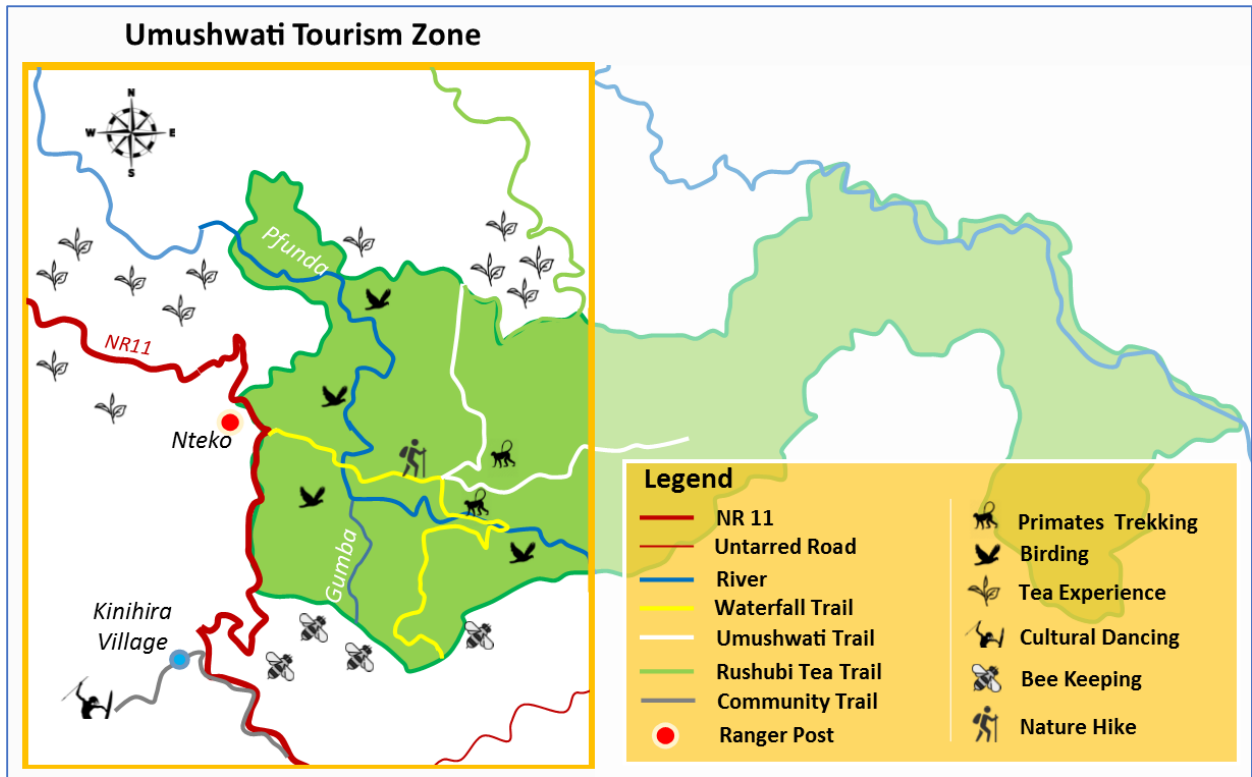 Umushwati Tourism Zone
N
W
E
S
Pfunda
NR11
Nteko
Gumba
Kinihira
Village
Legend
NR 11
Untarred Road
River
Waterfall Trail
Umushwati Trail
Rushubi Tea Trail
Community Trail
Ranger Post
Primates Trekking
Birding
Tea Experience
Cultural Dancing
Bee Keeping
Nature Hike